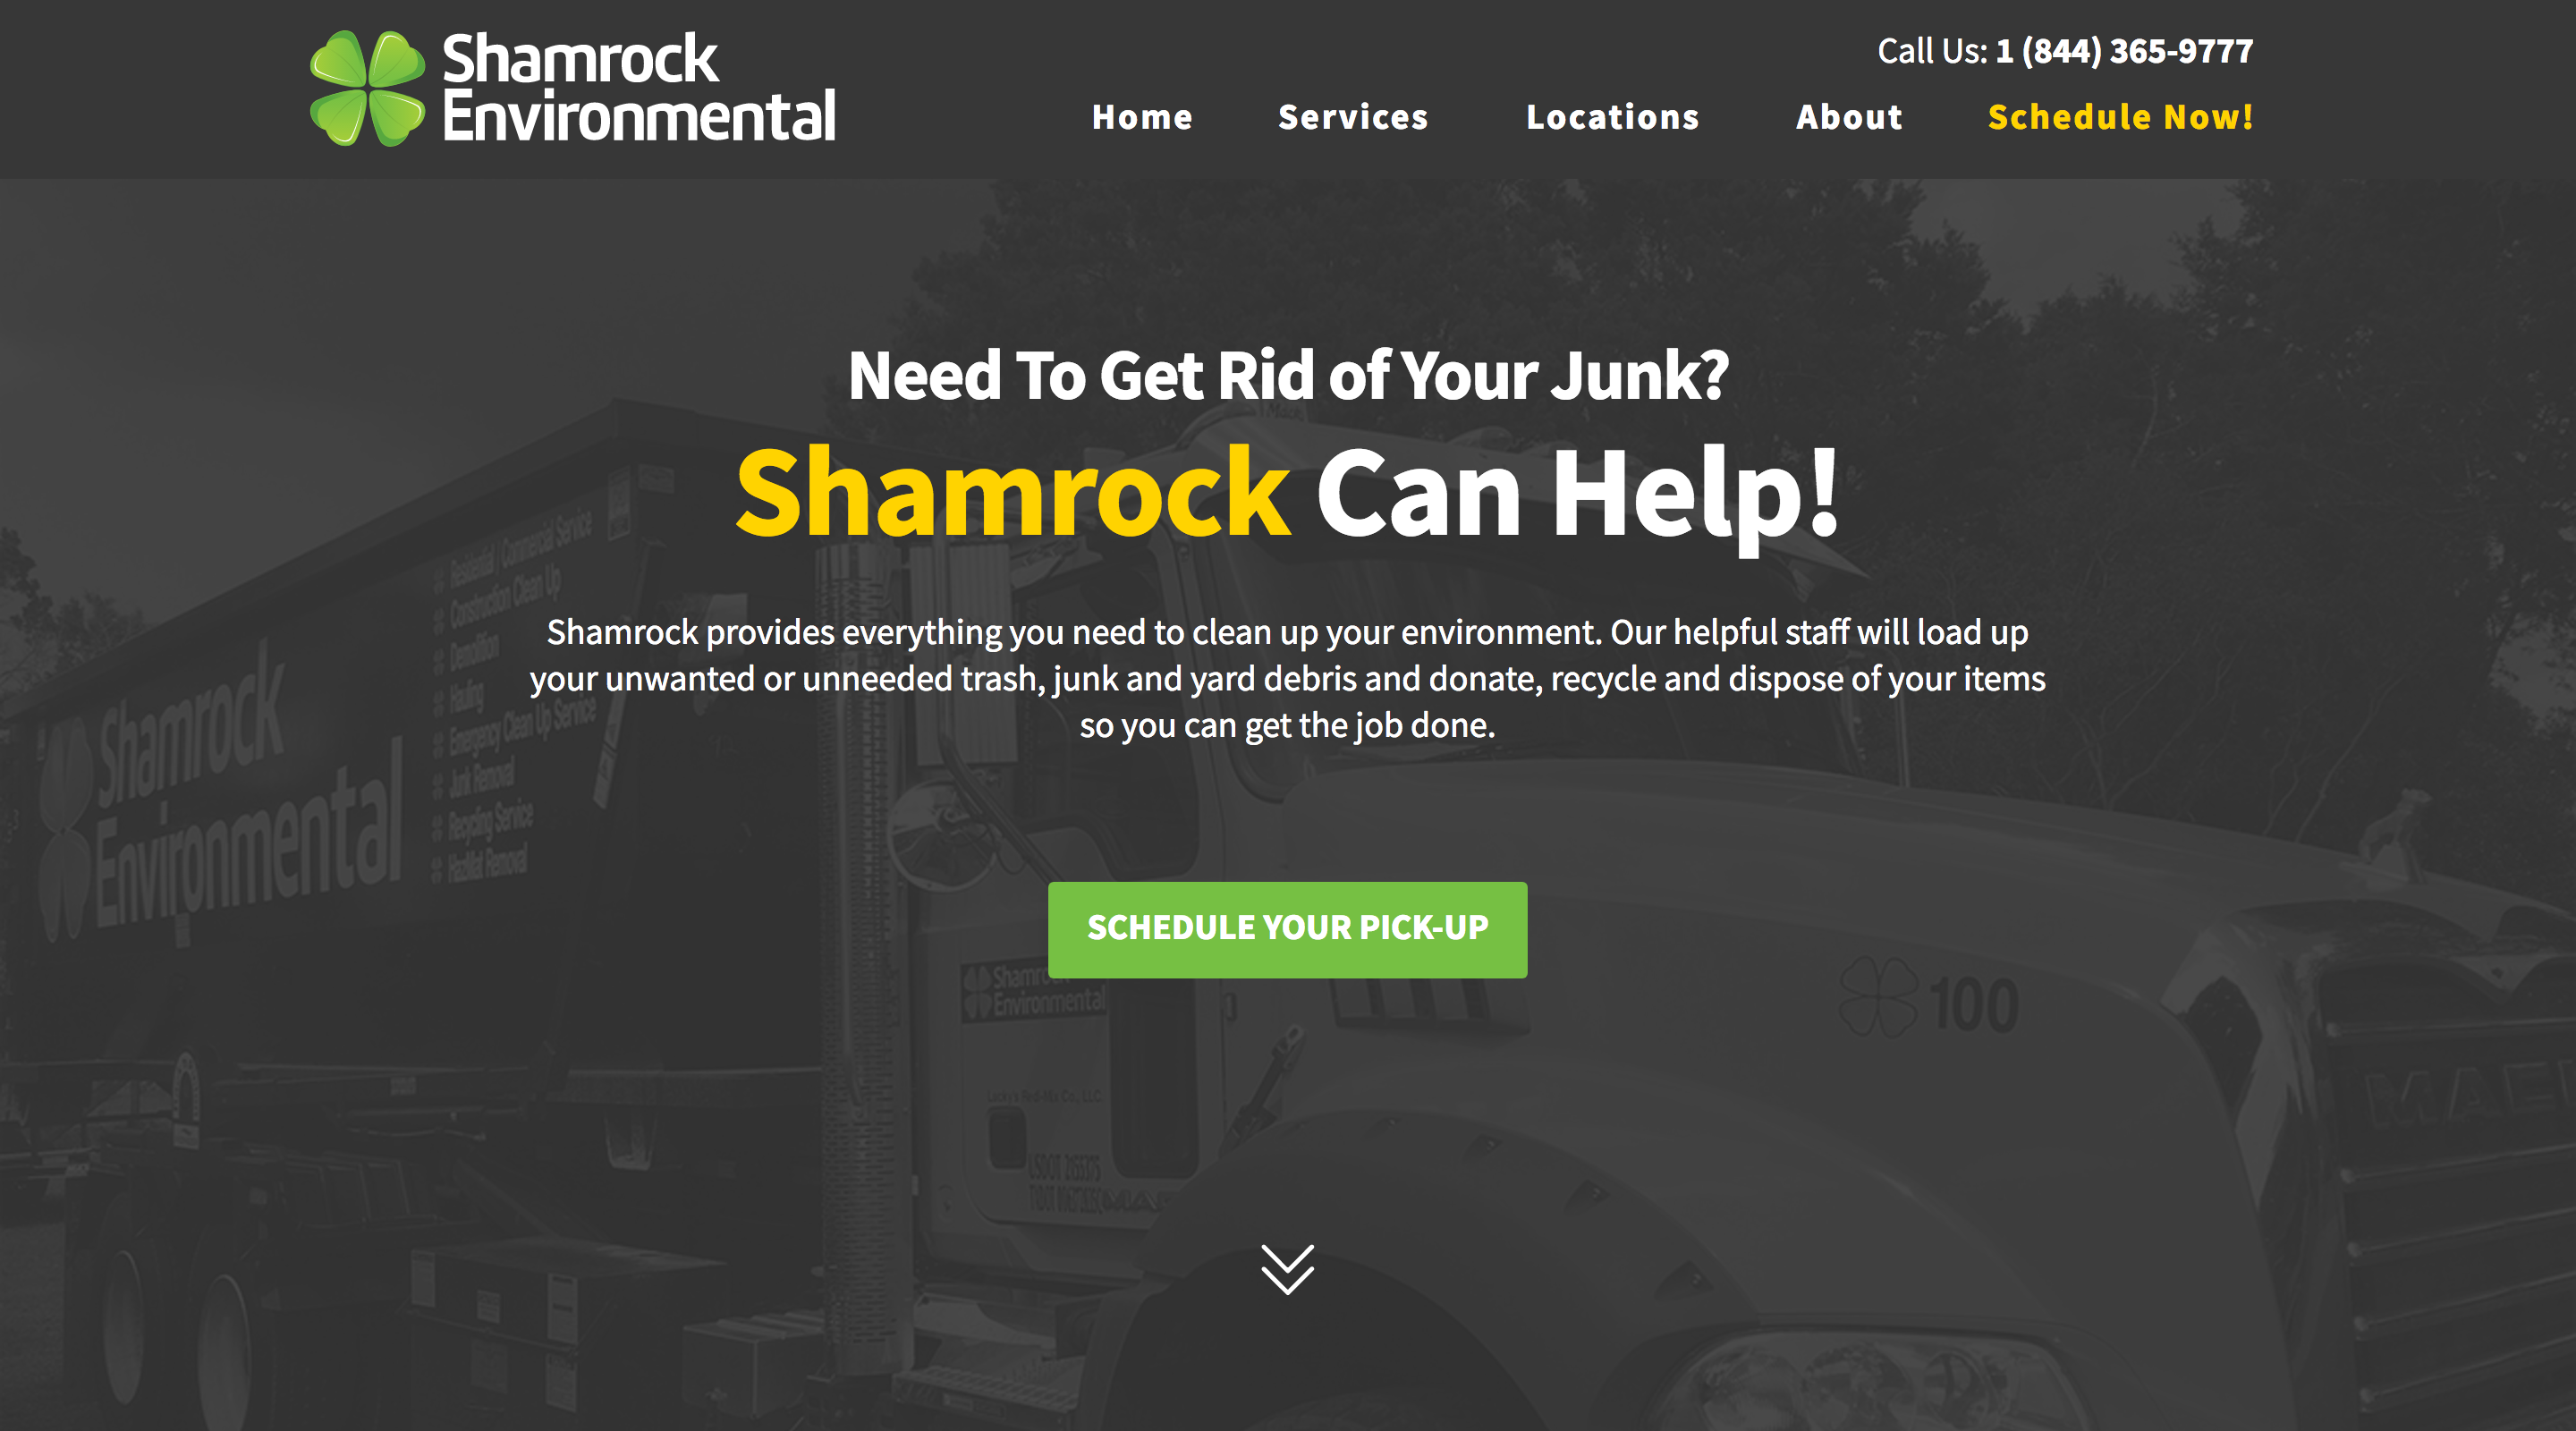 Shamrock
Environmental
Call Us: 1 (844) 365-9777
Home Services Locations About Schedule Now!
Need To Get Rid of Your Junk?
Shamrock Can Help!
Shamrock provides everything you need to clean up your environment. Our helpful staff will load up
your unwanted or unneeded trash, junk and yard debris and donate, recycle and dispose of your items
so you can get the job done.
SCHEDULE YOUR PICK-UP
Shamrock
Environmental
Residential / Commercial Service
Construction Clean Up
Demolition
Hauling
Emergency Clean Up Service
Junk Removal
Recycling Service
HazMat Removal
Environmental
100